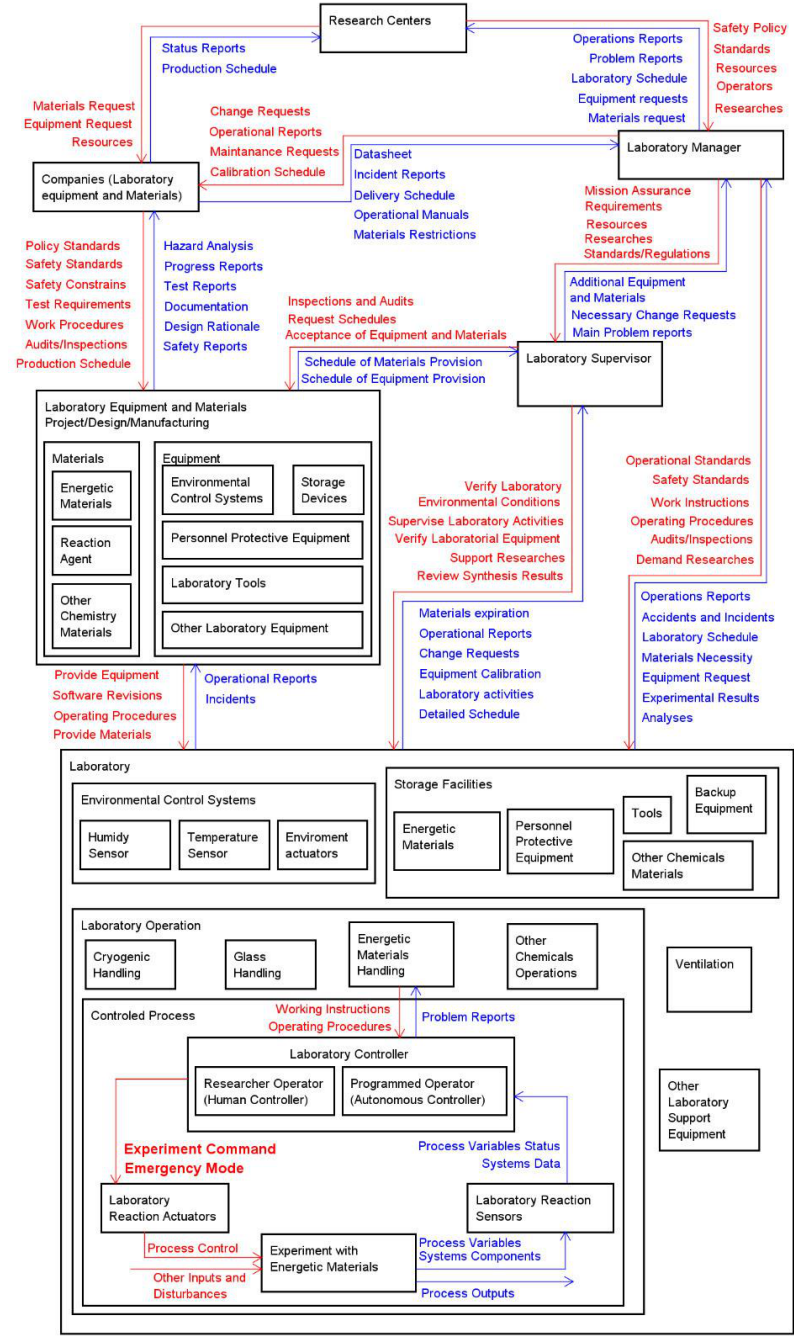 Research Centers
Status Reports
Production Schedule
Operations Reports
Problem Reports
Laboratory Schedule
Equipment requests
Materials request
Safety Policy
Standards
Resources
Operators
Researches
Materials Request
Equipment Request
Resources
Change Requests
Operational Reports
Maintanance Requests
Calibration Schedule
Datasheet
Incident Reports
Delivery Schedule
Operational Manuals
Materials Restrictions
Laboratory Manager
Companies (Laboratory
equipment and Materials)
Mission Assurance
Requirements
Resources
Researches
Standards/Regulations
Policy Standards
Safety Standards
Safety Constrains
Test Requirements
Work Procedures
Audits/Inspections
Production Schedule
Hazard Analysis
Progress Reports
Test Reports
Documentation
Design Rationale
Safety Reports
Inspections and Audits
Request Schedules
Acceptance of Equipment and Materials
Additional Equipment
and Materials
Necessary Change Requests
Main Problem reports
Schedule of Materials Provision
Schedule of Equipment Provision
Laboratory Supervisor
Laboratory Equipment and Materials
Project/Design/Manufacturing
Materials
Energetic
Materials
Reaction
Agent
Other
Chemistry
Materials
Equipment
Environmental
Control Systems
Storage
Devices
Personnel Protective Equipment
Laboratory Tools
Other Laboratory Equipment
Verify Laboratory
Environmental Conditions
Supervise Laboratory Activities
Verify Laboratorial Equipment
Support Researches
Review Synthesis Results
Operational Standards
Safety Standards
Work Instructions
Operating Procedures
Audits/Inspections
Demand Researches
Materials expiration
Operational Reports
Change Requests
Equipment Calibration
Laboratory activities
Detailed Schedule
Operations Reports
Accidents and Incidents
Laboratory Schedule
Materials Necessity
Equipment Request
Experimental Results
Analyses
Provide Equipment
Software Revisions
Operating Procedures
Provide Materials
Operational Reports
Incidents
Laboratory
Environmental Control Systems
Humidy
Sensor
Temperature
Sensor
Enviroment
actuators
Storage Facilities
Energetic
Materials
Personnel
Protective
Equipment
Tools
Backup
Equipment
Other Chemicals
Materials
Laboratory Operation
Cryogenic
Handling
Glass
Handling
Energetic
Materials
Handling
Other
Chemicals
Operations
Ventilation
Controled Process
Working Instructions
Operating Procedures
Problem Reports
Laboratory Controller
Researcher Operator
(Human Controller)
Programmed Operator
(Autonomous Controller)
Other
Laboratory
Support
Equipment
Experiment Command
Emergency Mode
Process Variables Status
Systems Data
Laboratory
Reaction Actuators
Laboratory Reaction
Sensors
Process Control
Experiment with
Energetic Materials
Process Variables
Systems Components
Other Inputs and
Disturbances
Process Outputs